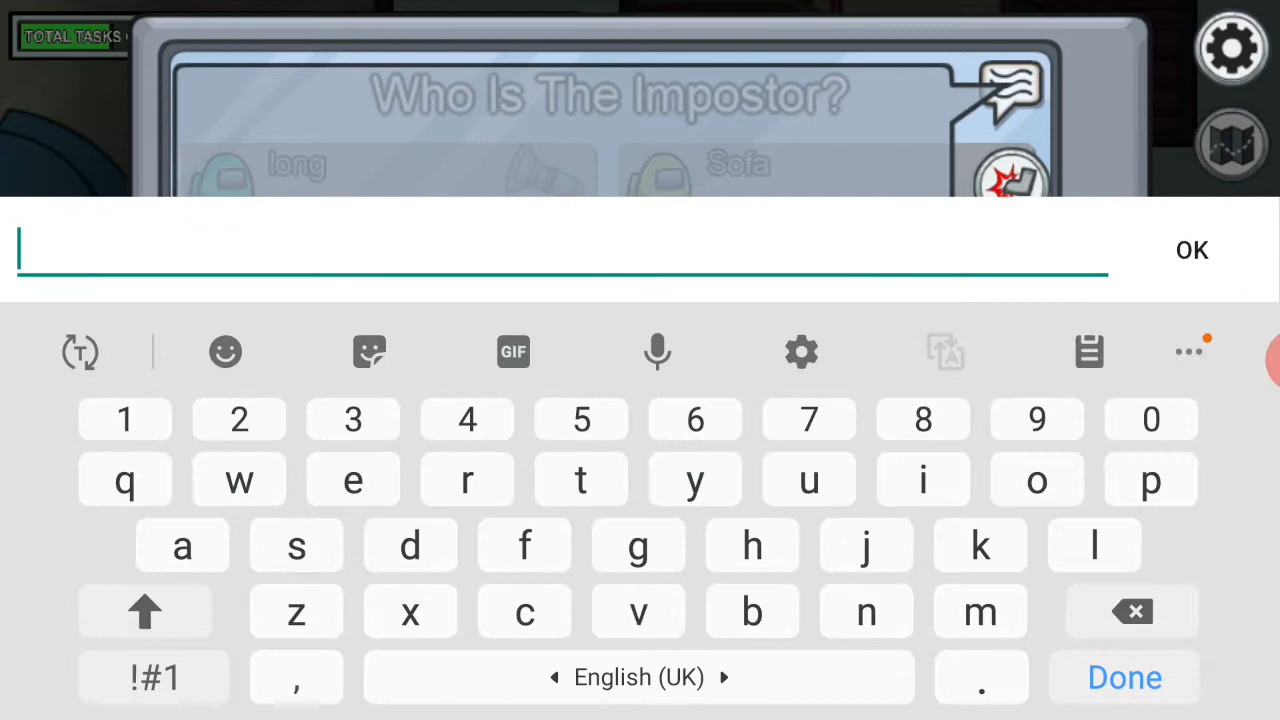 TOTAL TASKS
Who Is The Impostor?
long Sofa
OK
GIF
1 2 3 4 5 6 7 8 9 0
q w e r t y u i o p
a s d f g h j k l
z x c v b n m
!#1 , English (UK) . Done